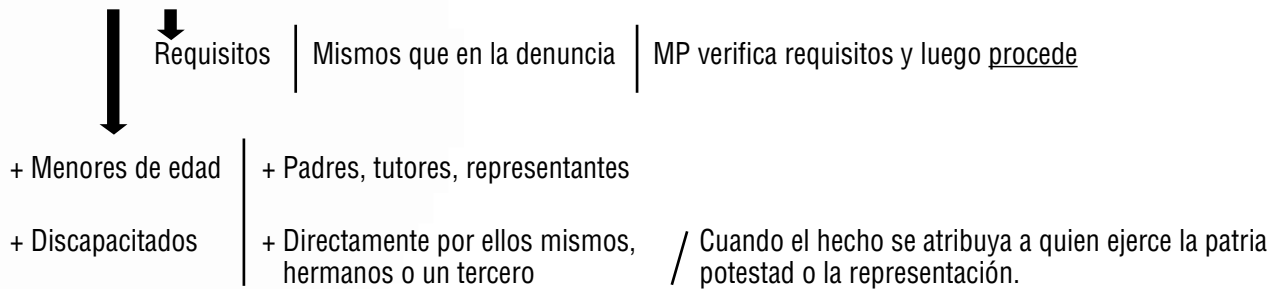 Requisitos Mismos que en la denuncia MP verifica requisitos y luego procede
+ Menores de edad + Padres, tutores, representantes
+ Discapacitados + Directamente por ellos mismos, / Cuando el hecho se atribuya a quien ejerce la patria
hermanos o un tercero potestad o la representación.